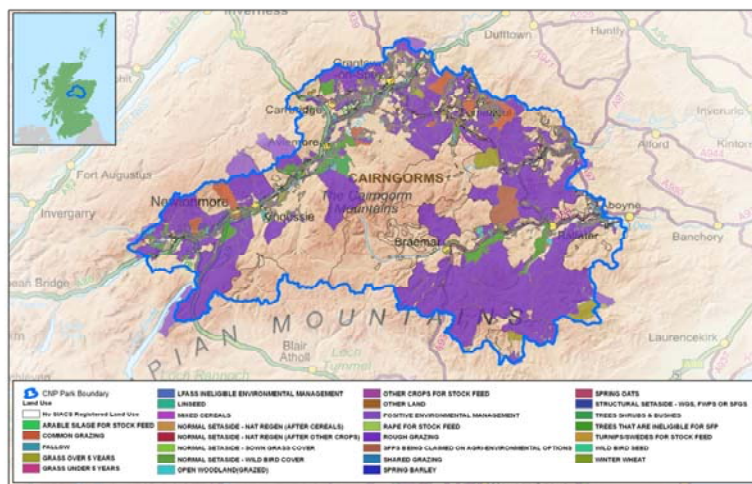 Inverness
Dufftown
Huntly
Grantown
-on-Spey
Carrbridge
Inverurie
Aviemore
Alford
Kintore
Fort Augustus
CAIRNGORMS
The Cairngorm
Mountains
Newtonmore
Kingussie
Aboyne
Invergarry
Braemar
Ballater
Banchory
ean Bridge
PIAN MOUNTAINS
Blair
Atholl
Loch
Tummel
Loch Rannoch
Laurencekirk
CNP Park Boundary
Land Use
No SIACS Registered Land Use
ARABLE SILAGE FOR STOCK FEED
COMMON GRAZING
FALLOW
GRASS OVER 5 YEARS
GRASS UNDER 5 YEARS
LFASS INELIGIBLE ENVIRONMENTAL MANAGEMENT
LINSEED
MIXED CEREALS
NORMAL SETASIDE - NAT REGEN (AFTER CEREALS)
NORMAL SETASIDE - NAT REGEN (AFTER OTHER CROPS)
NORMAL SETASIDE - SOWN GRASS COVER
NORMAL SETASIDE - WILD BIRD COVER
OPEN WOODLAND(GRAZED)
OTHER CROPS FOR STOCK FEED
OTHER LAND
POSITIVE ENVIRONMENTAL MANAGEMENT
RAPE FOR STOCK FEED
ROUGH GRAZING
SFPS BEING CLAIMED ON AGRI-ENVIRONMENTAL OPTIONS
SHARED GRAZING
SPRING BARLEY
SPRING OATS
STRUCTURAL SETASIDE - WGS, FWPS OR SFGS
TREES SHRUBS & BUSHES
TREES THAT ARE INELIGIBLE FOR SFP
TURNIPS/SWEDES FOR STOCK FEED
WILD BIRD SEED
WINTER WHEAT